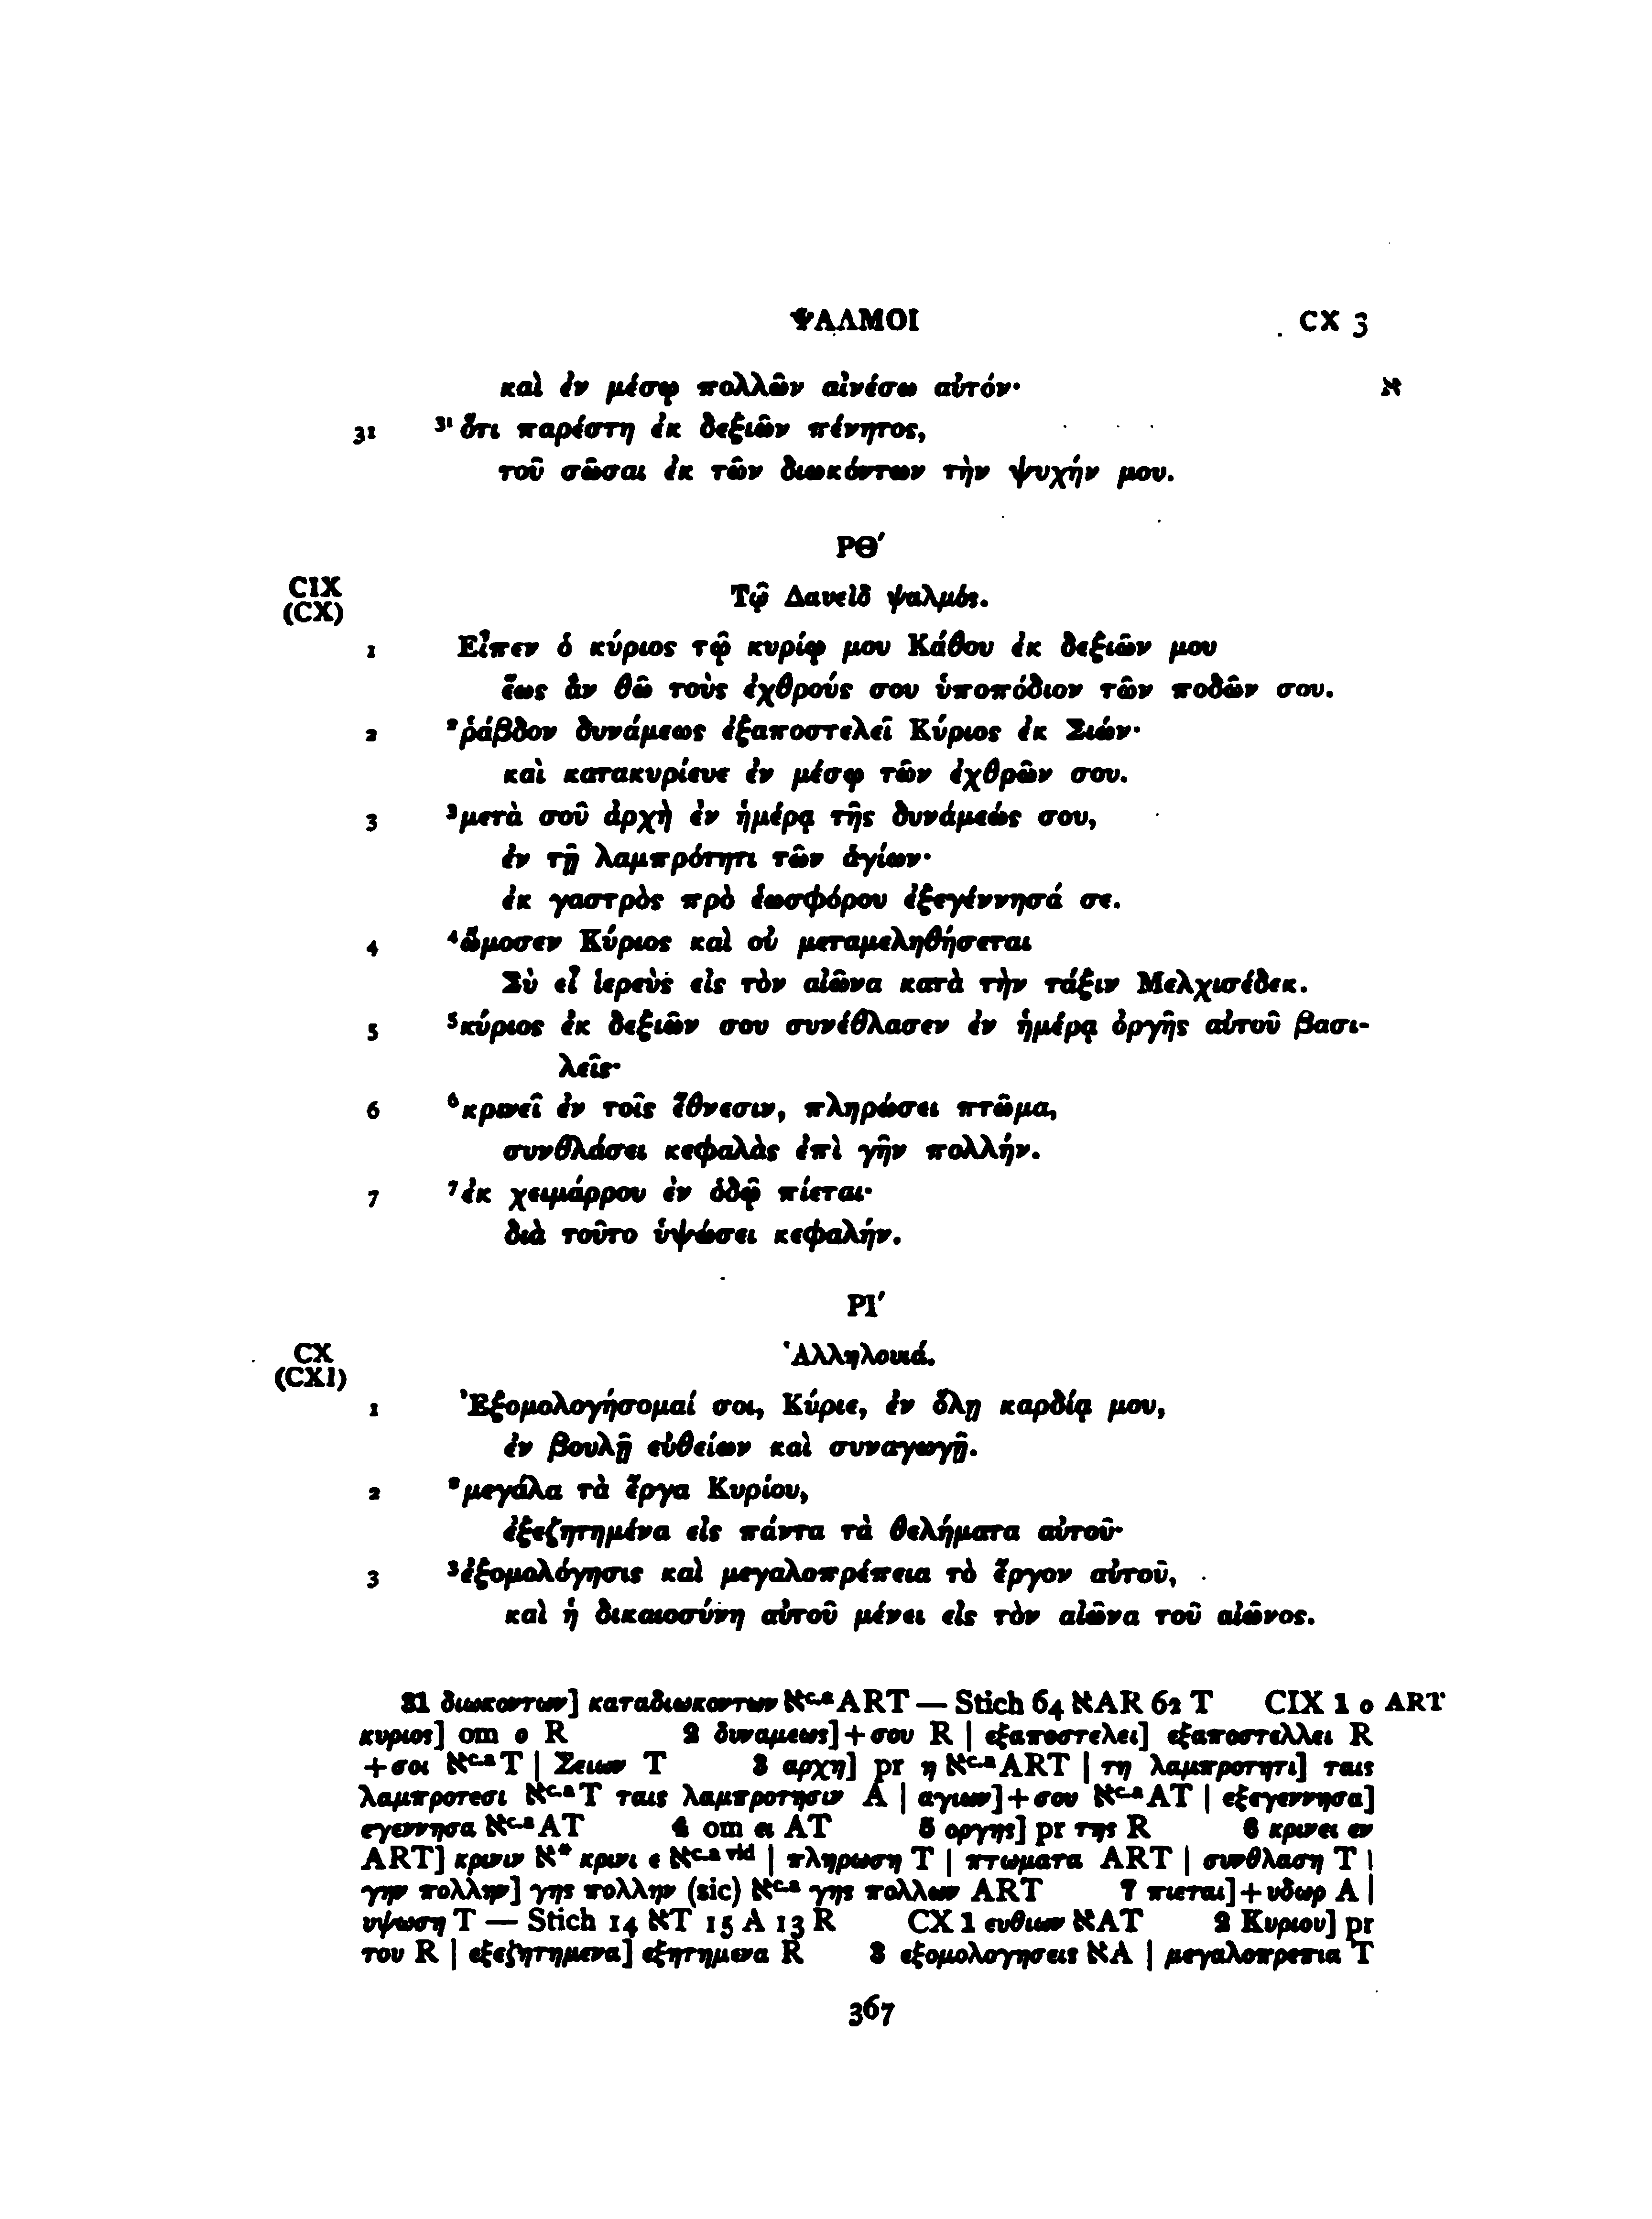 ΨΑΛΜΟΙ CX 3
καὶ ἐν μέσῳ πολλῶν αἰνέσω αὐτόν· א
31 ³¹ὅτι παρέστη ἐκ δεξιῶν πένητος,
τοῦ σῶσαι ἐκ τῶν διωκόντων τὴν ψυχήν μου.
ΡΘ´
CIX
(CX)
Τῷ Δαυεὶδ ψαλμός.
1 Εἶπεν ὁ κύριος τῷ κυρίῳ μου Κάθου ἐκ δεξιῶν μου
ἕως ἂν θῶ τοὺς ἐχθρούς σου ὑποπόδιον τῶν ποδῶν σου.
2 ²ῥάβδον δυνάμεως ἐξαποστελεῖ Κύριος ἐκ Σιών·
καὶ κατακυρίευε ἐν μέσῳ τῶν ἐχθρῶν σου.
3 ³μετὰ σοῦ ἀρχὴ ἐν ἡμέρᾳ τῆς δυνάμεώς σου,
ἐν τῇ λαμπρότητι τῶν ἁγίων·
ἐκ γαστρὸς πρὸ ἑωσφόρου ἐξεγέννησά σε.
4 ⁴ὤμοσεν Κύριος καὶ οὐ μεταμεληθήσεται
Σὺ εἶ ἱερεὺς εἰς τὸν αἰῶνα κατὰ τὴν τάξιν Μελχισέδεκ.
5 ⁵κύριος ἐκ δεξιῶν σου συνέθλασεν ἐν ἡμέρᾳ ὀργῆς αὐτοῦ βασι-
λεῖς·
6 ⁶κρινεῖ ἐν τοῖς ἔθνεσιν, πληρώσει πτῶμα,
συνθλάσει κεφαλὰς ἐπὶ γῆν πολλήν.
7 ⁷ἐκ χειμάρρου ἐν ὁδῷ πίεται·
διὰ τοῦτο ὑψώσει κεφαλήν.
ΡΙ´
CX
(CXI)
Ἁλληλουιά.
1 Ἐξομολογήσομαί σοι, Κύριε, ἐν ὅλῃ καρδίᾳ μου,
ἐν βουλῇ εὐθείων καὶ συναγωγῇ.
2 ²μεγάλα τὰ ἔργα Κυρίου,
ἐξεζητημένα εἰς πάντα τὰ θελήματα αὐτοῦ·
3 ³ἐξομολόγησις καὶ μεγαλοπρέπεια τὸ ἔργον αὐτοῦ,
καὶ ἡ δικαιοσύνη αὐτοῦ μένει εἰς τὸν αἰῶνα τοῦ αἰῶνος.
31 διωκοντων] καταδιωκοντων א^c.a ART — Stich 64 אAR 62 T CIX 1 ο ART
κυριος] om ο R 2 δυναμεως]+σου R | εξαποστελει] εξαποστελλει R
+σοι א^c.a T | Σειων T 3 αρχη] pr η א^c.a ART | τη λαμπροτητι] ταις
λαμπροτεσι א^c.a T ταις λαμπροτησιν A | αγιων]+σου א^c.a AT | εξεγεννησα]
εγεννησα א^c.a AT 4 om ει AT 5 οργης] pr της R 6 κρινει εν
ART] κρινιν א* κρινι ε א^c.a vid | πληρωση T | πτωματα ART | συνθλαση T |
γην πολλην] γης πολλην (sic) א^c.a γης πολλων ART 7 πιεται]+υδωρ A |
υψωση T — Stich 14 אT 15 A 13 R CX 1 ευθιων אAT 2 Κυριου] pr
του R | εξεζητημενα] εξητημενα R 3 εξομολογησεις אA | μεγαλοπρεπια T
367